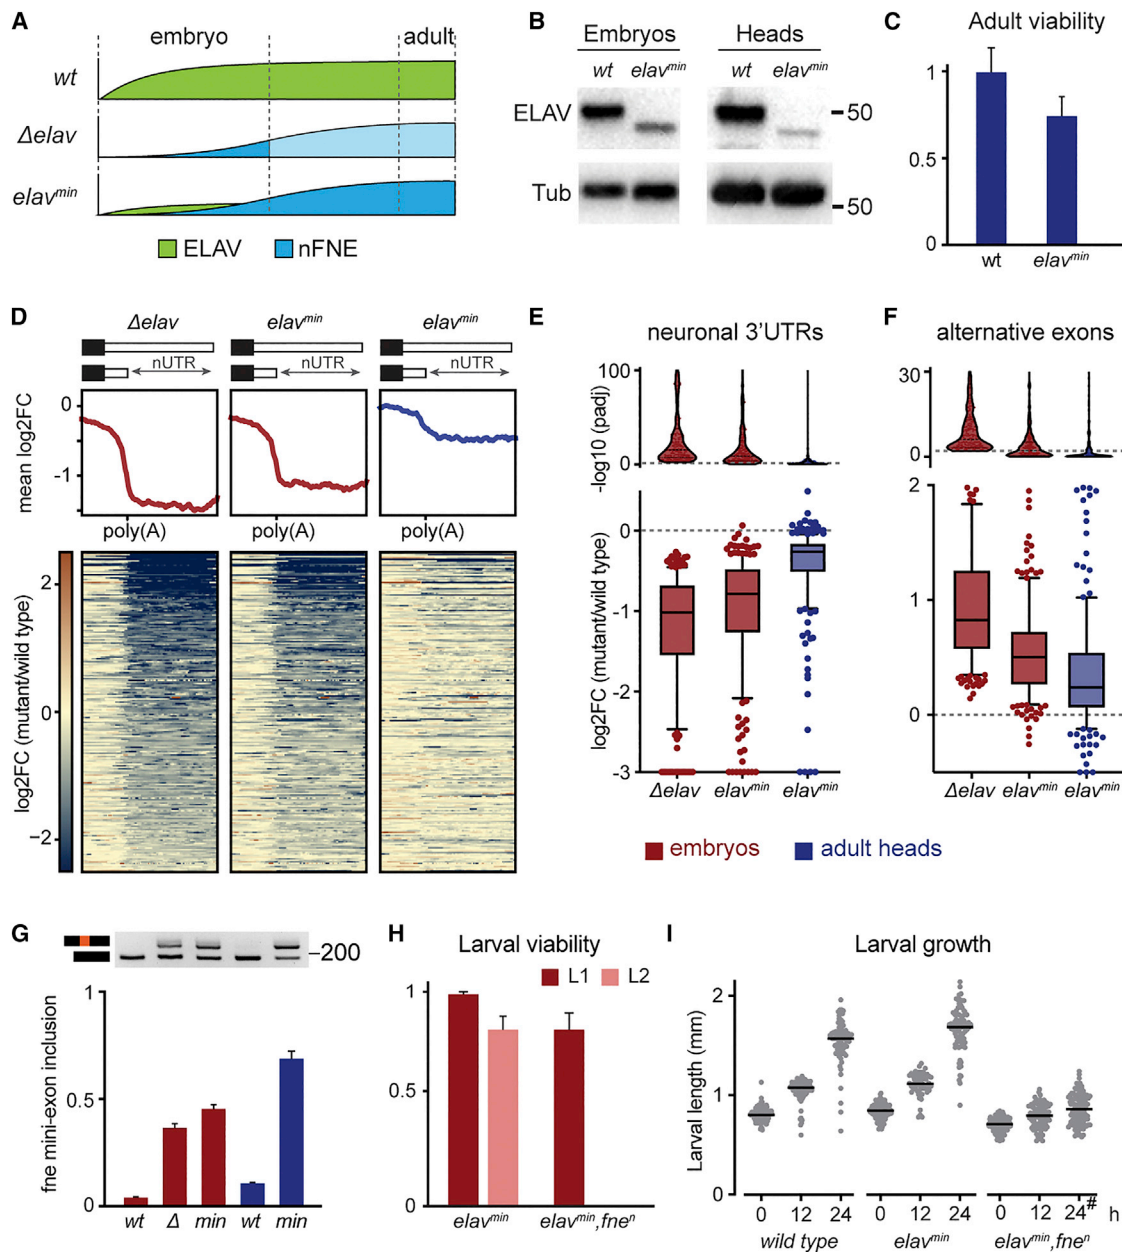 A
embryo
adult
wt
Δelav
elavmin
ELAV
nFNE
B
Embryos
Heads
wt elavmin
wt elavmin
ELAV
50
Tub
50
C
Adult viability
1
0.5
0
wt
elavmin
D
Δelav
elavmin
elavmin
nUTR
nUTR
nUTR
mean log2FC
0
-1
poly(A)
poly(A)
poly(A)
log2FC (mutant/wild type)
2
0
−2
E
neuronal 3'UTRs
-log10 (padj)
100
0
log2FC (mutant/wild type)
0
-1
-2
-3
Δelav
elavmin
elavmin
F
alternative exons
30
0
2
1
0
Δelav
elavmin
elavmin
embryos
adult heads
G
200
fne mini-exon inclusion
1
0.5
0
wt
Δ
min
wt
min
H
Larval viability
L1
L2
1
0.5
0
elavmin
elavmin,fnen
I
Larval growth
Larval length (mm)
2
1
0
0 12 24
0 12 24
0 12 24#
h
wild type
elavmin
elavmin,fnen